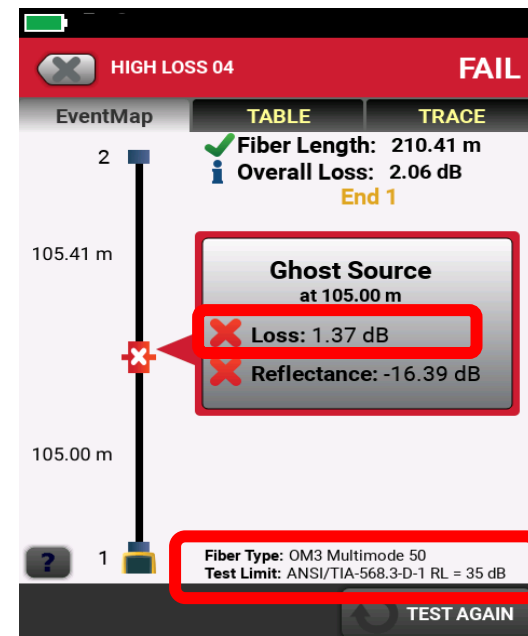 HIGH LOSS 04 FAIL
EventMap TABLE TRACE
Fiber Length: 210.41 m
Overall Loss: 2.06 dB
End 1
2
105.41 m
Ghost Source
at 105.00 m
Loss: 1.37 dB
Reflectance: -16.39 dB
105.00 m
? 1
Fiber Type: OM3 Multimode 50
Test Limit: ANSI/TIA-568.3-D-1 RL = 35 dB
TEST AGAIN